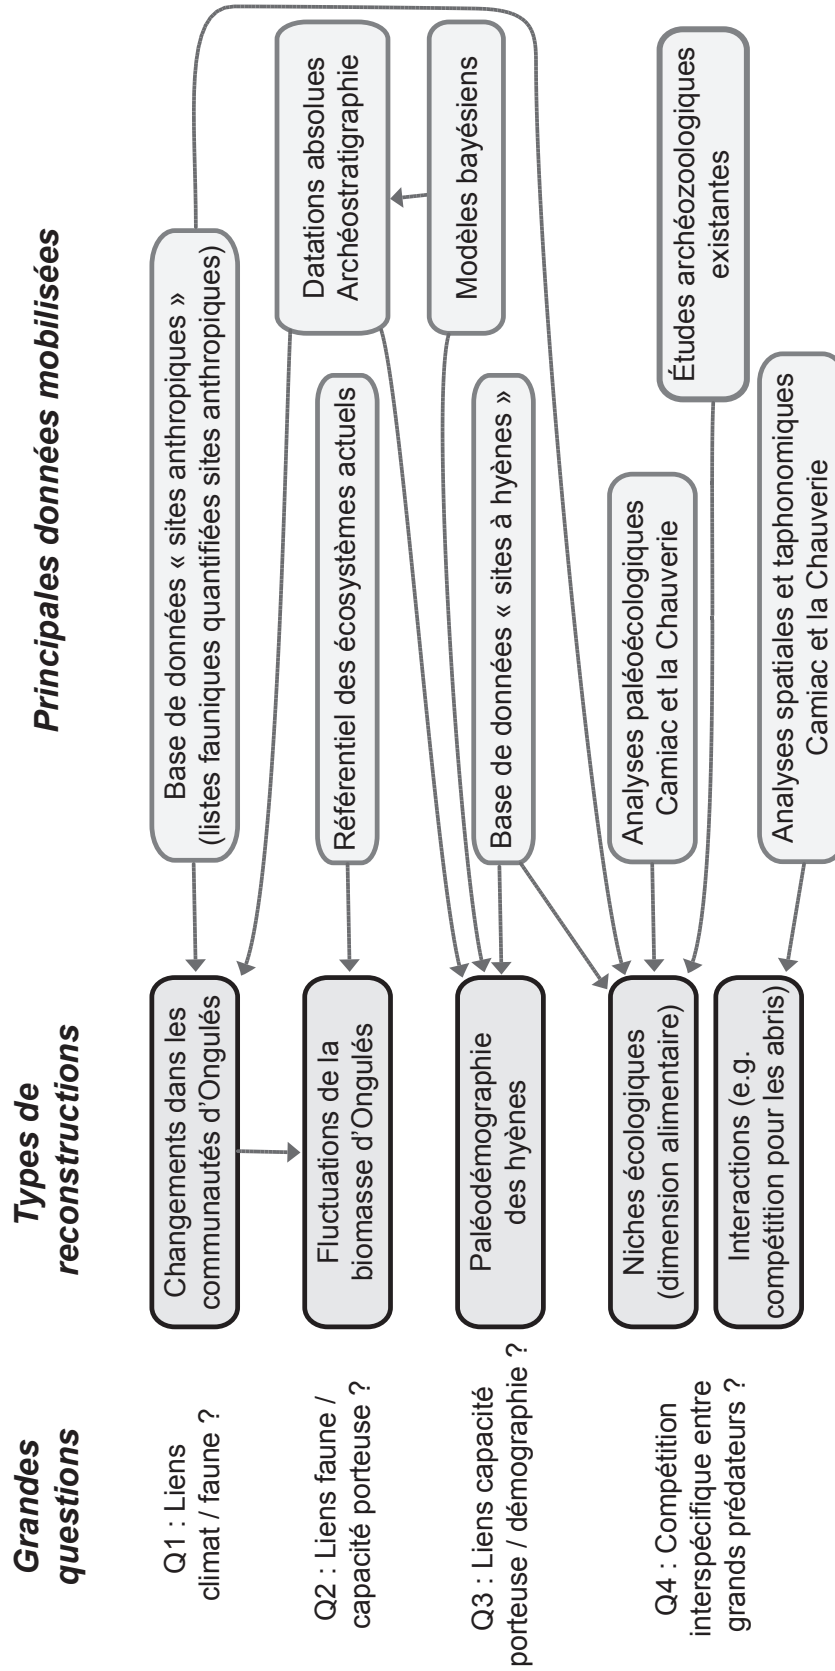 Grandes
questions
Types de
reconstructions
Principales données mobilisées
Q1 : Liens
climat / faune ?
Changements dans les
communautés d'Ongulés
Base de données « sites anthropiques »
(listes fauniques quantifiées sites anthropiques)
Datations absolues
Archéostratigraphie
Q2 : Liens faune /
capacité porteuse ?
Fluctuations de la
biomasse d'Ongulés
Référentiel des écosystèmes actuels
Modèles bayésiens
Q3 : Liens capacité
porteuse / démographie ?
Paléodémographie
des hyènes
Base de données « sites à hyènes »
Q4 : Compétition
interspécifique entre
grands prédateurs ?
Niches écologiques
(dimension alimentaire)
Analyses paléoécologiques
Camiac et la Chauverie
Études archéozoologiques
existantes
Interactions (e.g.
compétition pour les abris)
Analyses spatiales et taphonomiques
Camiac et la Chauverie